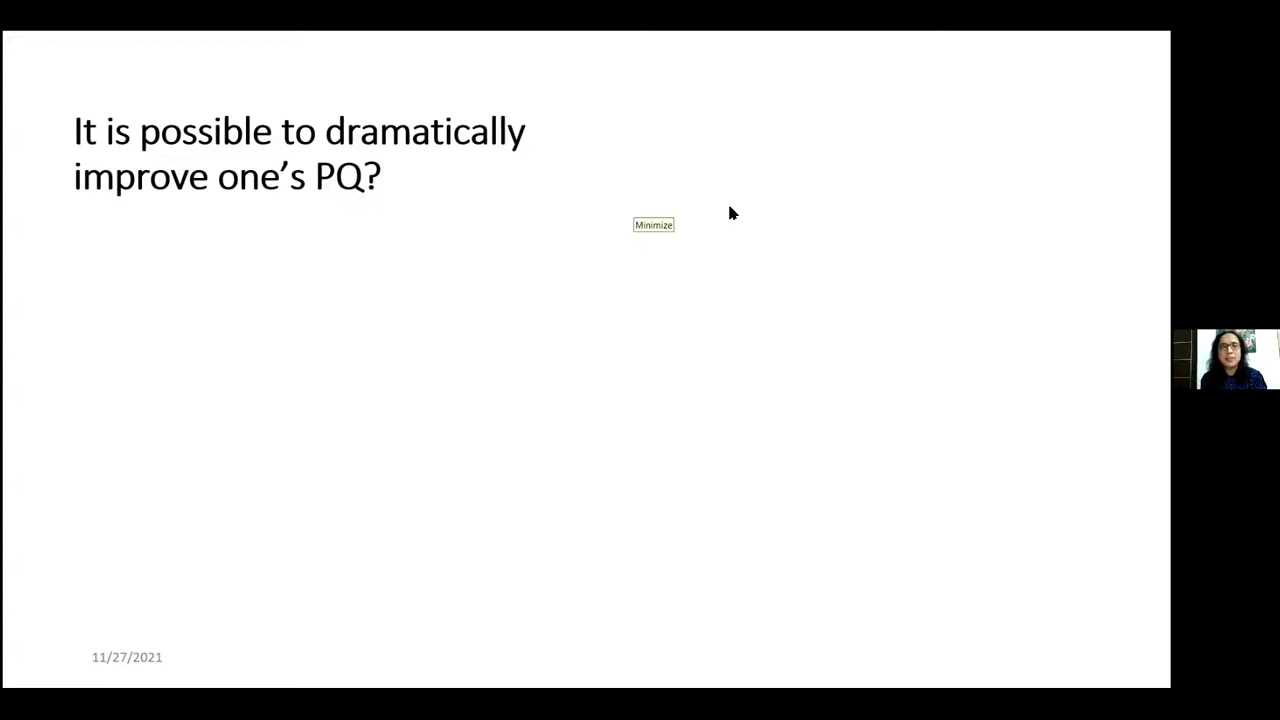 It is possible to dramatically
improve one’s PQ?
Minimize
11/27/2021